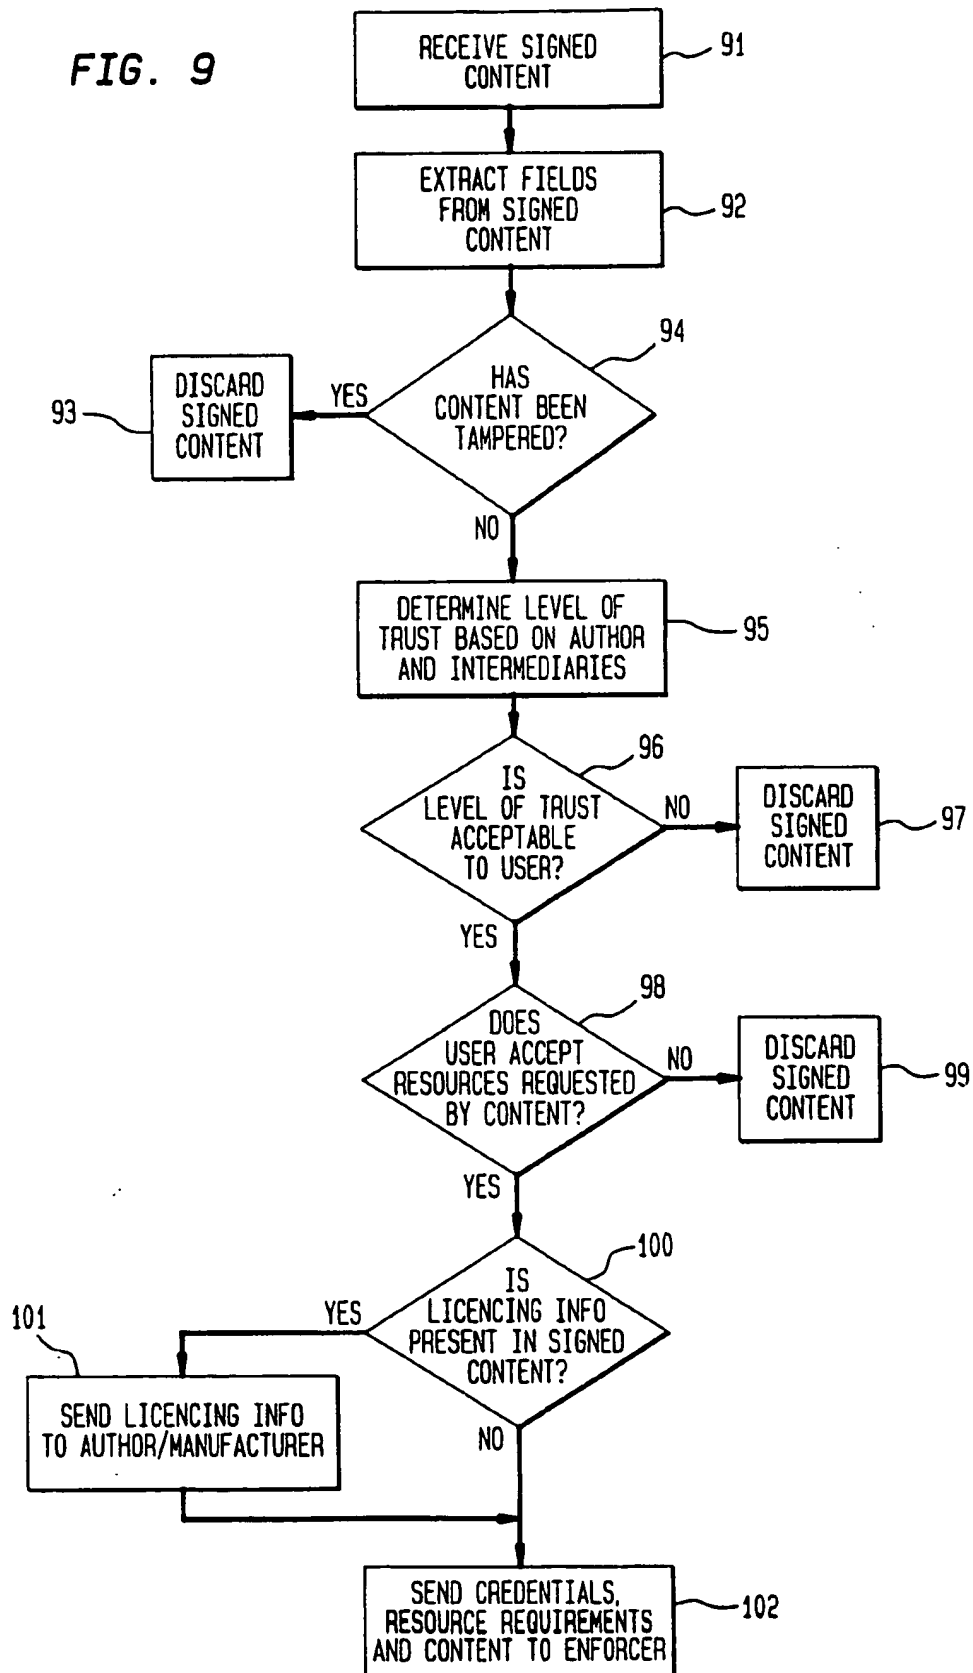 FIG. 9
RECEIVE SIGNED
CONTENT
91
EXTRACT FIELDS
FROM SIGNED
CONTENT
92
94
HAS
CONTENT BEEN
TAMPERED?
YES
DISCARD
SIGNED
CONTENT
93
NO
DETERMINE LEVEL OF
TRUST BASED ON AUTHOR
AND INTERMEDIARIES
95
96
IS
LEVEL OF TRUST
ACCEPTABLE
TO USER?
NO
DISCARD
SIGNED
CONTENT
97
YES
98
DOES
USER ACCEPT
RESOURCES REQUESTED
BY CONTENT?
NO
DISCARD
SIGNED
CONTENT
99
YES
100
IS
LICENCING INFO
PRESENT IN SIGNED
CONTENT?
YES
101
SEND LICENCING INFO
TO AUTHOR/MANUFACTURER
NO
SEND CREDENTIALS,
RESOURCE REQUIREMENTS
AND CONTENT TO ENFORCER
102